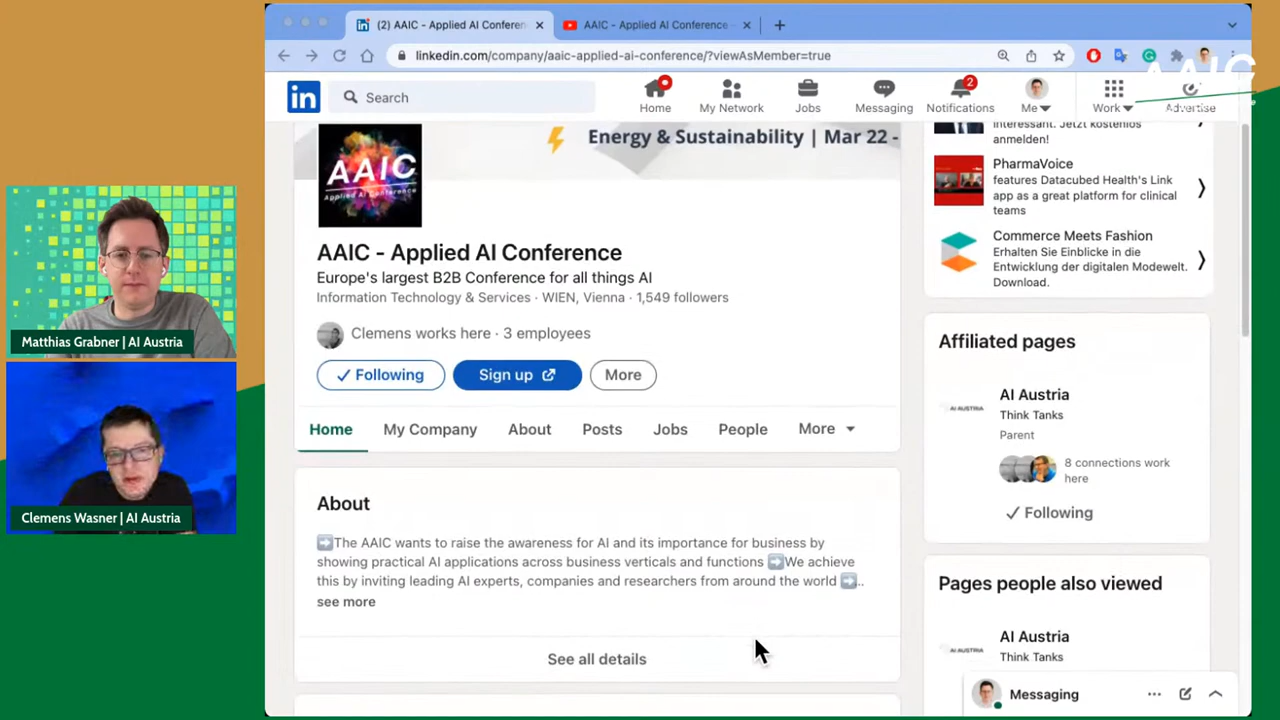 (2) AAIC - Applied AI Conferen
AAIC - Applied AI Conference
linkedin.com/company/aaic-applied-ai-conference/?viewAsMember=true
AAIC
in
Search
Home
My Network
Jobs
Messaging
2
Notifications
Me
Work
Advertise
AAIC
Applied AI Conference
Energy & Sustainability | Mar 22 -
AAIC - Applied AI Conference
Europe's largest B2B Conference for all things AI
Information Technology & Services · WIEN, Vienna · 1,549 followers
Clemens works here · 3 employees
Following
Sign up
More
Home
My Company
About
Posts
Jobs
People
More
About
The AAIC wants to raise the awareness for AI and its importance for business by
showing practical AI applications across business verticals and functions We achieve
this by inviting leading AI experts, companies and researchers from around the world ..
see more
See all details
interessant. Jetzt kostenlos
anmelden!
PharmaVoice
features Datacubed Health's Link
app as a great platform for clinical
teams
Commerce Meets Fashion
Erhalten Sie Einblicke in die
Entwicklung der digitalen Modewelt.
Download.
Affiliated pages
AI AUSTRIA
AI Austria
Think Tanks
Parent
8 connections work
here
Following
Pages people also viewed
AI AUSTRIA
AI Austria
Think Tanks
Messaging
Matthias Grabner | AI Austria
Clemens Wasner | AI Austria